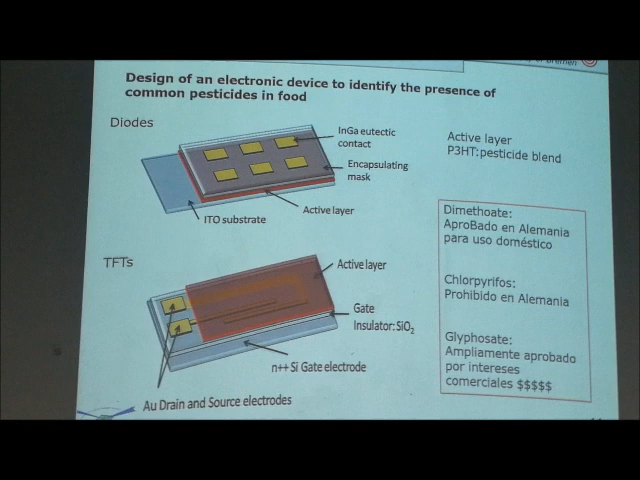 of Bremen
Design of an electronic device to identify the presence of
common pesticides in food
Diodes
InGa eutectic
contact
Encapsulating
mask
Active layer
ITO substrate
Active layer
P3HT:pesticide blend
Dimethoate:
AproBado en Alemania
para uso doméstico
Chlorpyrifos:
Prohibido en Alemania
Glyphosate:
Ampliamente aprobado
por intereses
comerciales $$$$$
TFTs
Active layer
Gate
Insulator:SiO₂
n++ Si Gate electrode
Au Drain and Source electrodes